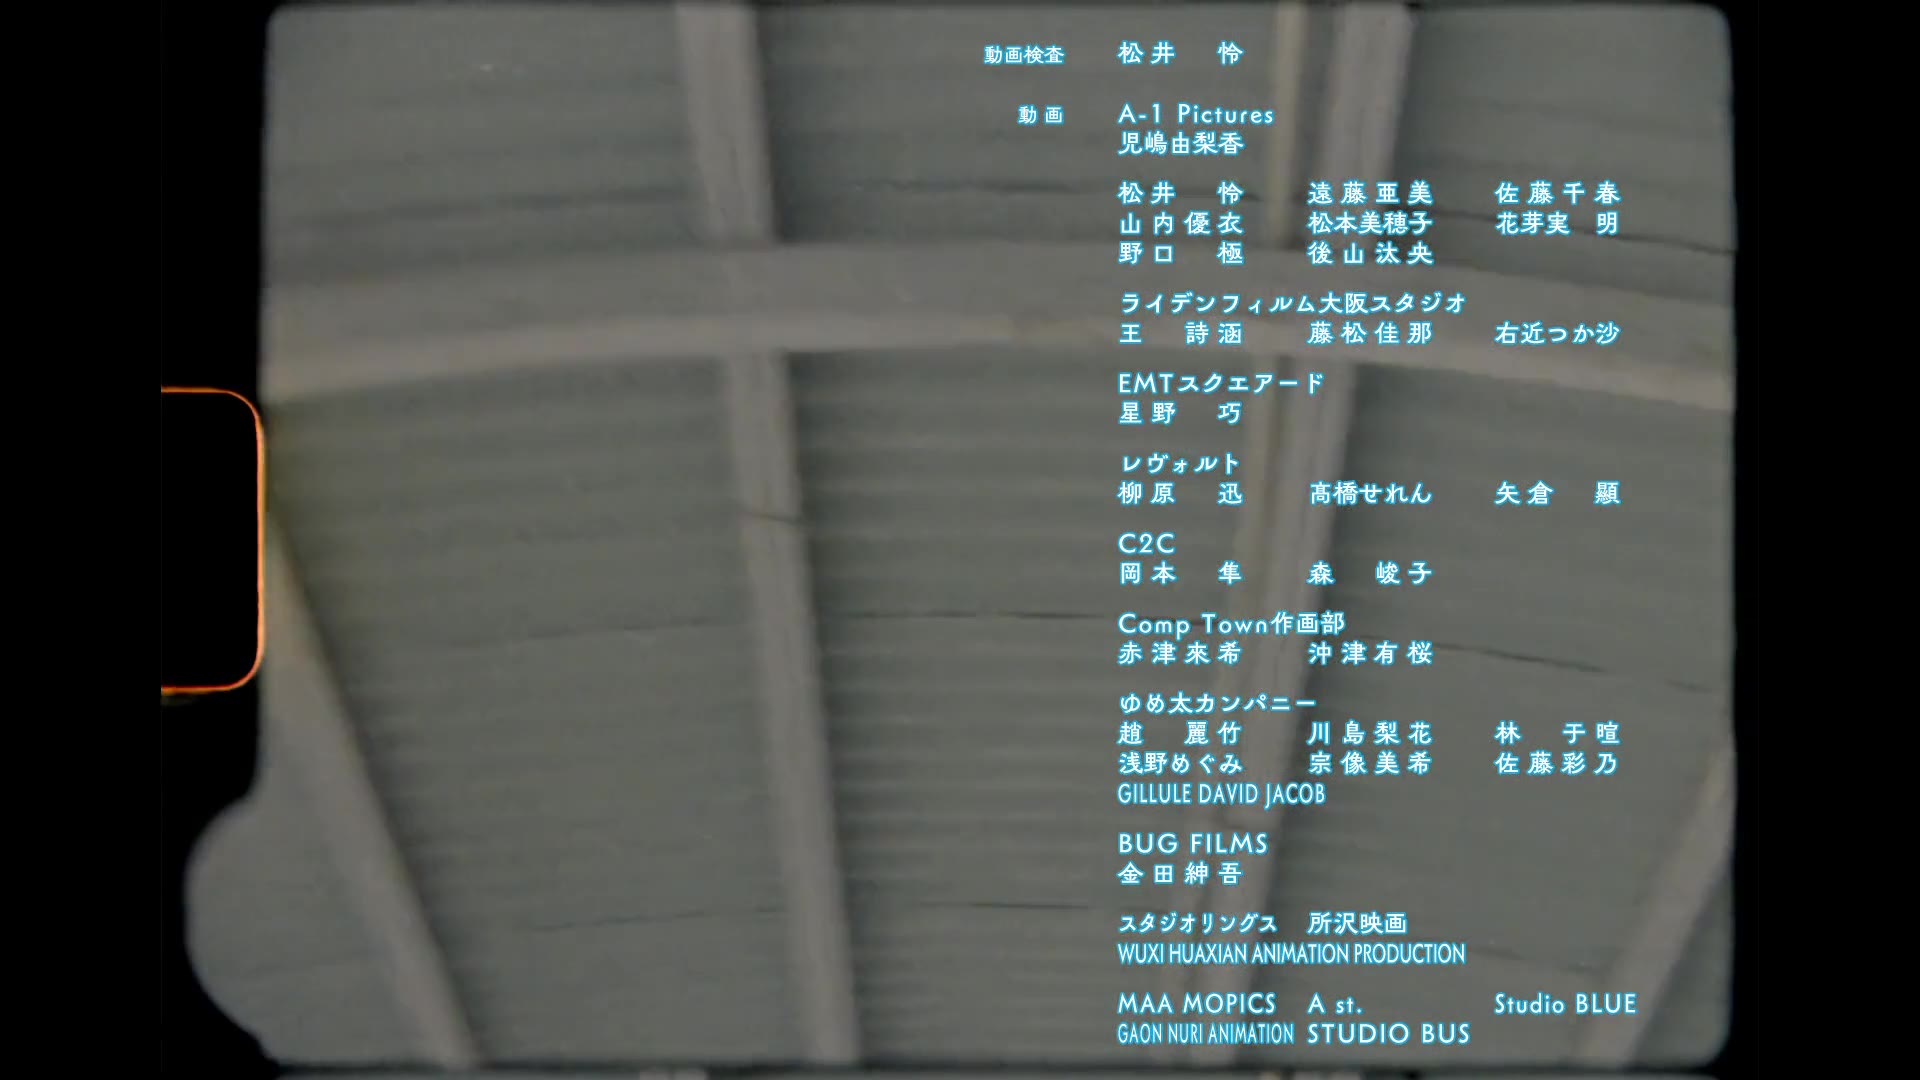 動画検査 松井 怜
動画 A-1 Pictures
児嶋由梨香
松井 怜 遠藤亜美 佐藤千春
山内優衣 松本美穂子 花芽実 明
野口 極 後山汰央
ライデンフィルム大阪スタジオ
王 詩涵 藤松佳那 右近つか沙
EMTスクエアード
星野 巧
レヴォルト
柳原 迅 髙橋せれん 矢倉 顯
C2C
岡本 隼 森 峻子
Comp Town作画部
赤津來希 沖津有桜
ゆめ太カンパニー
趙 麗竹 川島梨花 林 于暄
浅野めぐみ 宗像美希 佐藤彩乃
GILLULE DAVID JACOB
BUG FILMS
金田紳吾
スタジオリングス 所沢映画
WUXI HUAXIAN ANIMATION PRODUCTION
MAA MOPICS A st. Studio BLUE
GAON NURI ANIMATION STUDIO BUS